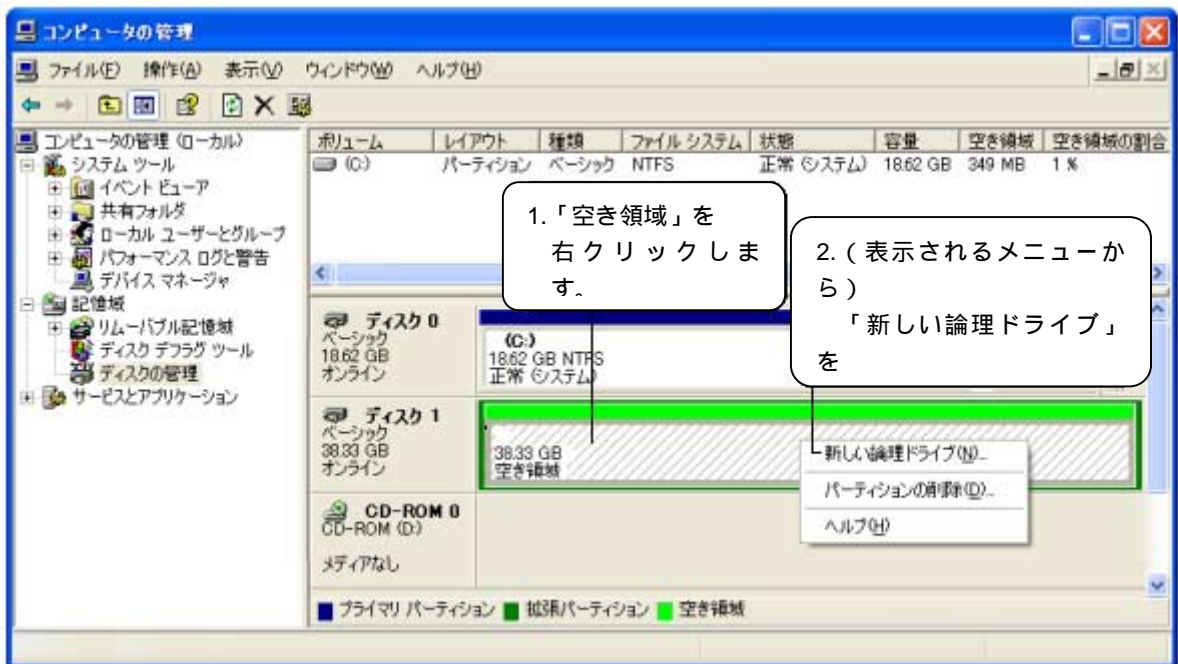 コンピュータの管理
ファイル(F) 操作(A) 表示(V) ウィンドウ(W) ヘルプ(H)
コンピュータの管理 (ローカル)
システム ツール
イベント ビューア
共有フォルダ
ローカル ユーザーとグループ
パフォーマンス ログと警告
デバイス マネージャ
記憶域
リムーバブル記憶域
ディスク デフラグ ツール
ディスクの管理
サービスとアプリケーション
ボリューム レイアウト 種類 ファイル システム 状態 容量 空き領域 空き領域の割合
(C:) パーティション ベーシック NTFS 正常 (システム) 18.62 GB 349 MB 1 %
1.「空き領域」を
右クリックしま
す。
2.(表示されるメニューか
ら)
「新しい論理ドライブ」
を
ディスク 0
ベーシック
18.62 GB
オンライン
(C:)
18.62 GB NTFS
正常 (システム)
ディスク 1
ベーシック
38.33 GB
オンライン
38.33 GB
空き領域
新しい論理ドライブ(N)...
パーティションの削除(D)...
ヘルプ(H)
CD-ROM 0
CD-ROM (D:)
メディアなし
プライマリ パーティション 拡張パーティション 空き領域